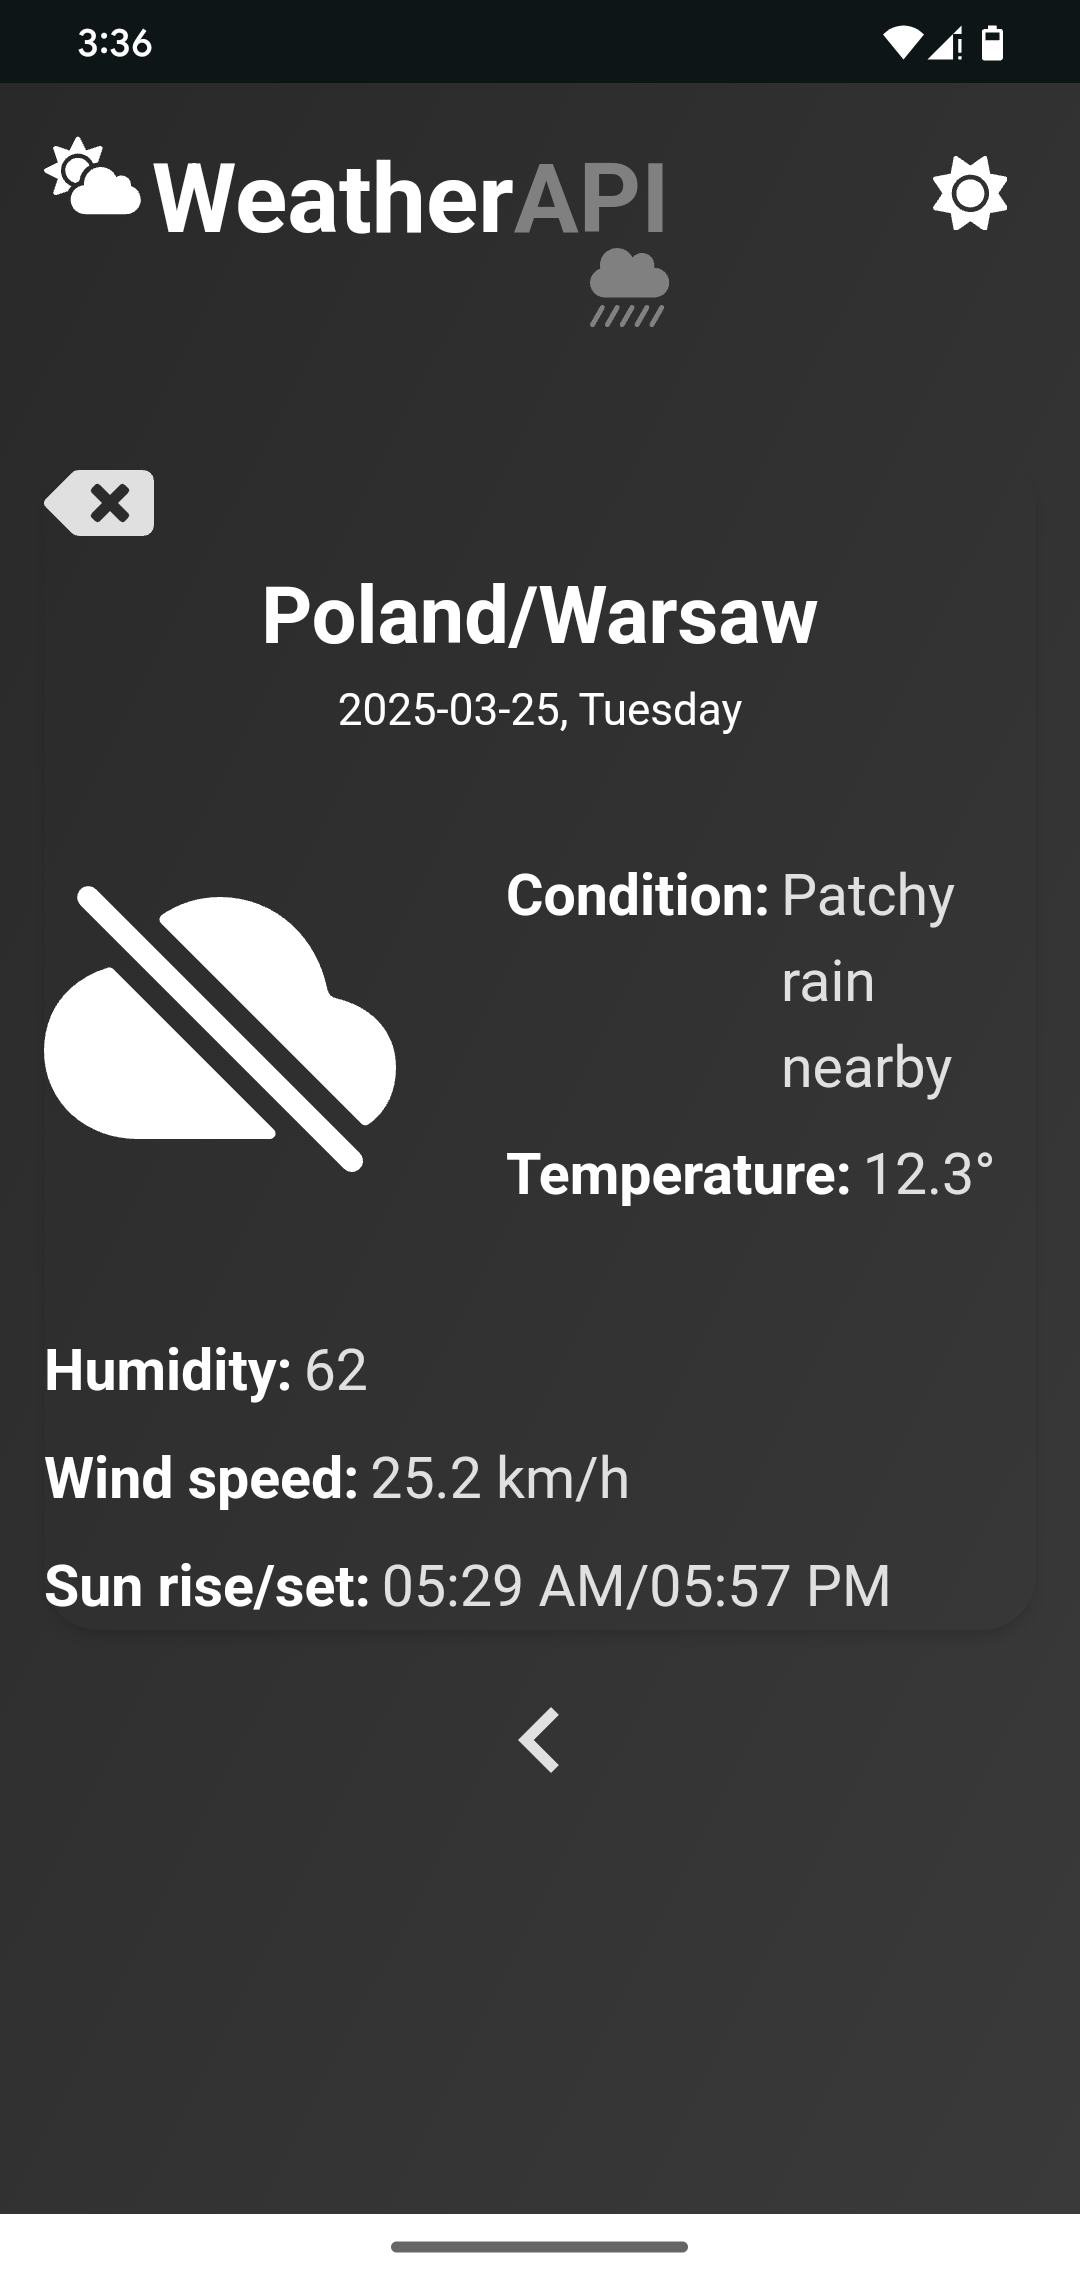 3:36
WeatherAPI
Poland/Warsaw
2025-03-25, Tuesday
Condition: Patchy
rain
nearby
Temperature: 12.3°
Humidity: 62
Wind speed: 25.2 km/h
Sun rise/set: 05:29 AM/05:57 PM